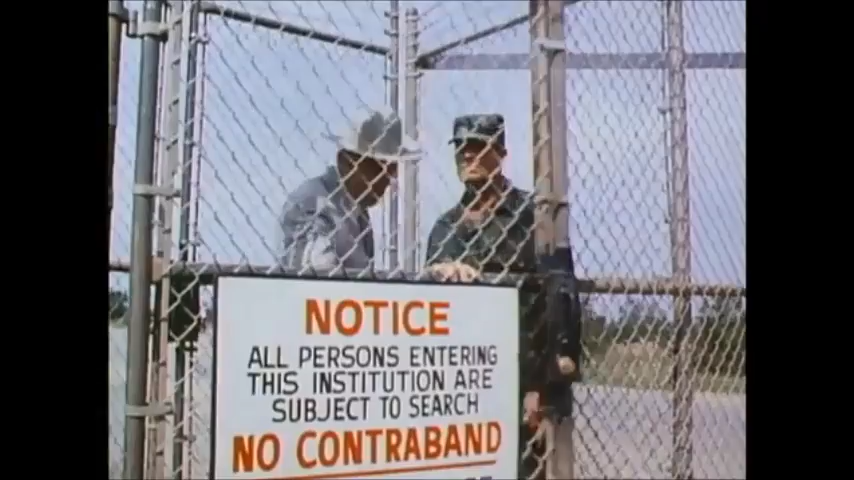 NOTICE
ALL PERSONS ENTERING
THIS INSTITUTION ARE
SUBJECT TO SEARCH
NO CONTRABAND